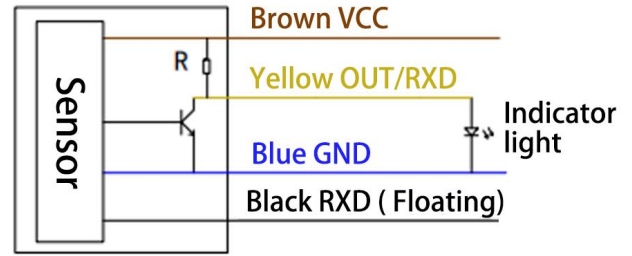 Brown VCC
R
Yellow OUT/RXD
Sensor
Indicator
light
Blue GND
Black RXD ( Floating)